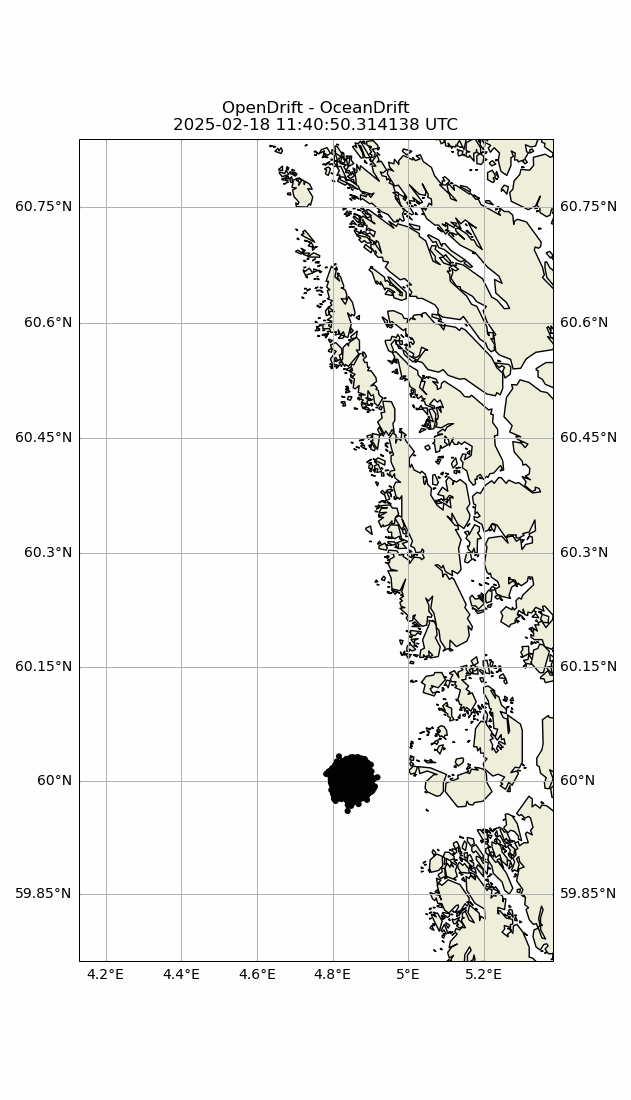 OpenDrift - OceanDrift
2025-02-18 11:40:50.314138 UTC
60.75°N 60.75°N
60.6°N 60.6°N
60.45°N 60.45°N
60.3°N 60.3°N
60.15°N 60.15°N
60°N 60°N
59.85°N 59.85°N
4.2°E 4.4°E 4.6°E 4.8°E 5°E 5.2°E